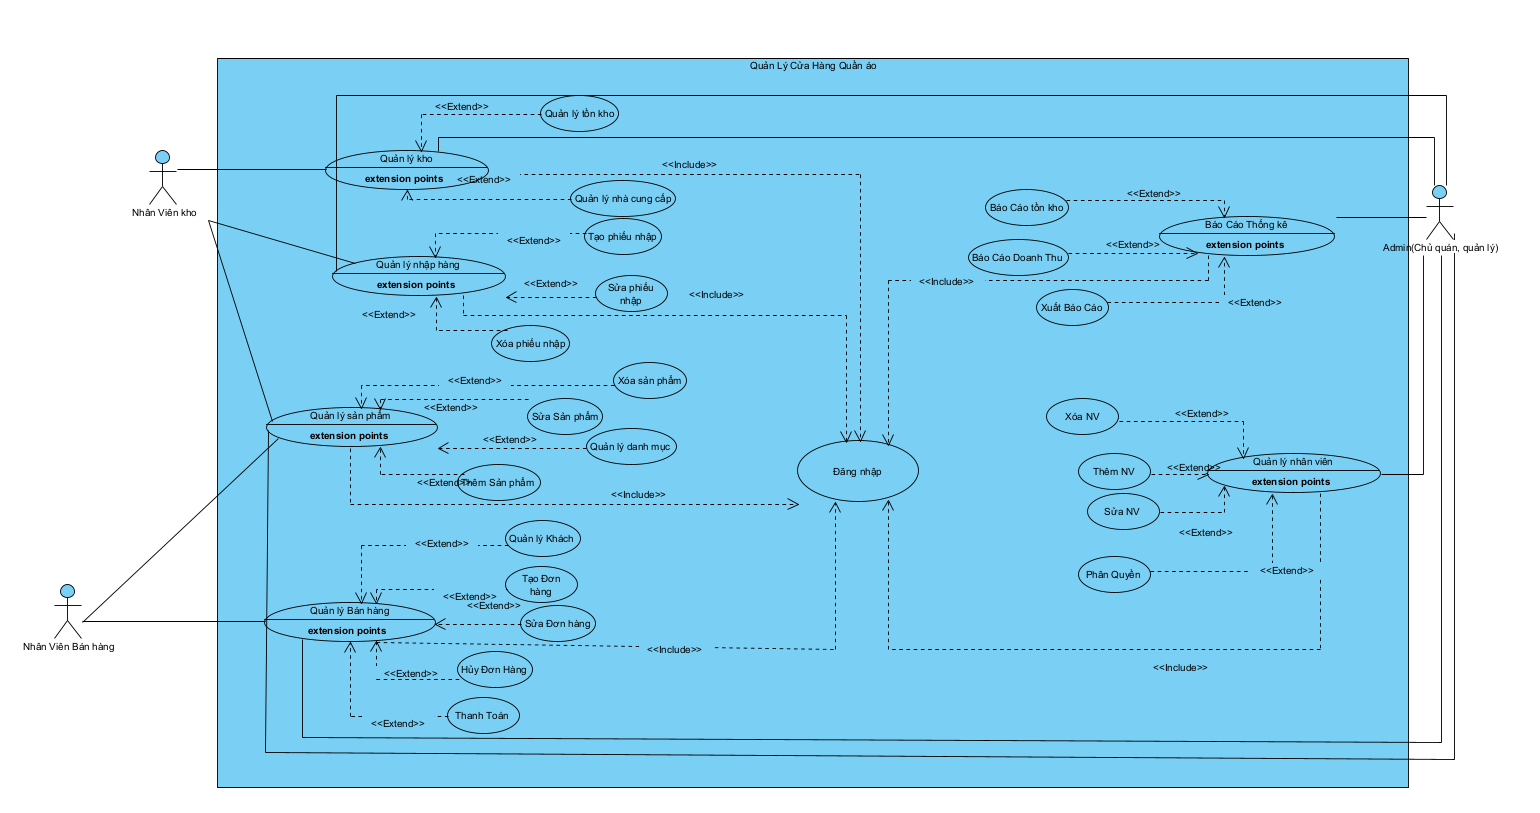 Quản Lý Cửa Hàng Quần áo
<<Extend>>
Quản lý tồn kho
Quản lý kho
extension points
<<Extend>>
<<Include>>
Quản lý nhà cung cấp
Nhân Viên kho
Tạo phiếu nhập
<<Extend>>
Quản lý nhập hàng
extension points
<<Extend>>
Sửa phiếu
nhập
<<Include>>
<<Extend>>
Xóa phiếu nhập
Báo Cáo tồn kho
<<Extend>>
Báo Cáo Thống kê
extension points
Admin(Chủ quán, quản lý)
<<Extend>>
Báo Cáo Doanh Thu
<<Include>>
Xuất Báo Cáo
<<Extend>>
<<Extend>>
Xóa sản phẩm
<<Extend>>
Quản lý sản phẩm
extension points
Sửa Sản phẩm
<<Extend>>
Quản lý danh mục
<<Extend>>
Thêm Sản phẩm
<<Include>>
Đăng nhập
Xóa NV
<<Extend>>
Quản lý nhân viên
extension points
Thêm NV
<<Extend>>
Sửa NV
<<Extend>>
Phân Quyền
<<Extend>>
<<Include>>
<<Extend>>
Quản lý Khách
Tạo Đơn
hàng
<<Extend>>
<<Extend>>
Quản lý Bán hàng
extension points
Sửa Đơn hàng
Nhân Viên Bán hàng
<<Include>>
<<Extend>>
Hủy Đơn Hàng
<<Extend>>
Thanh Toán